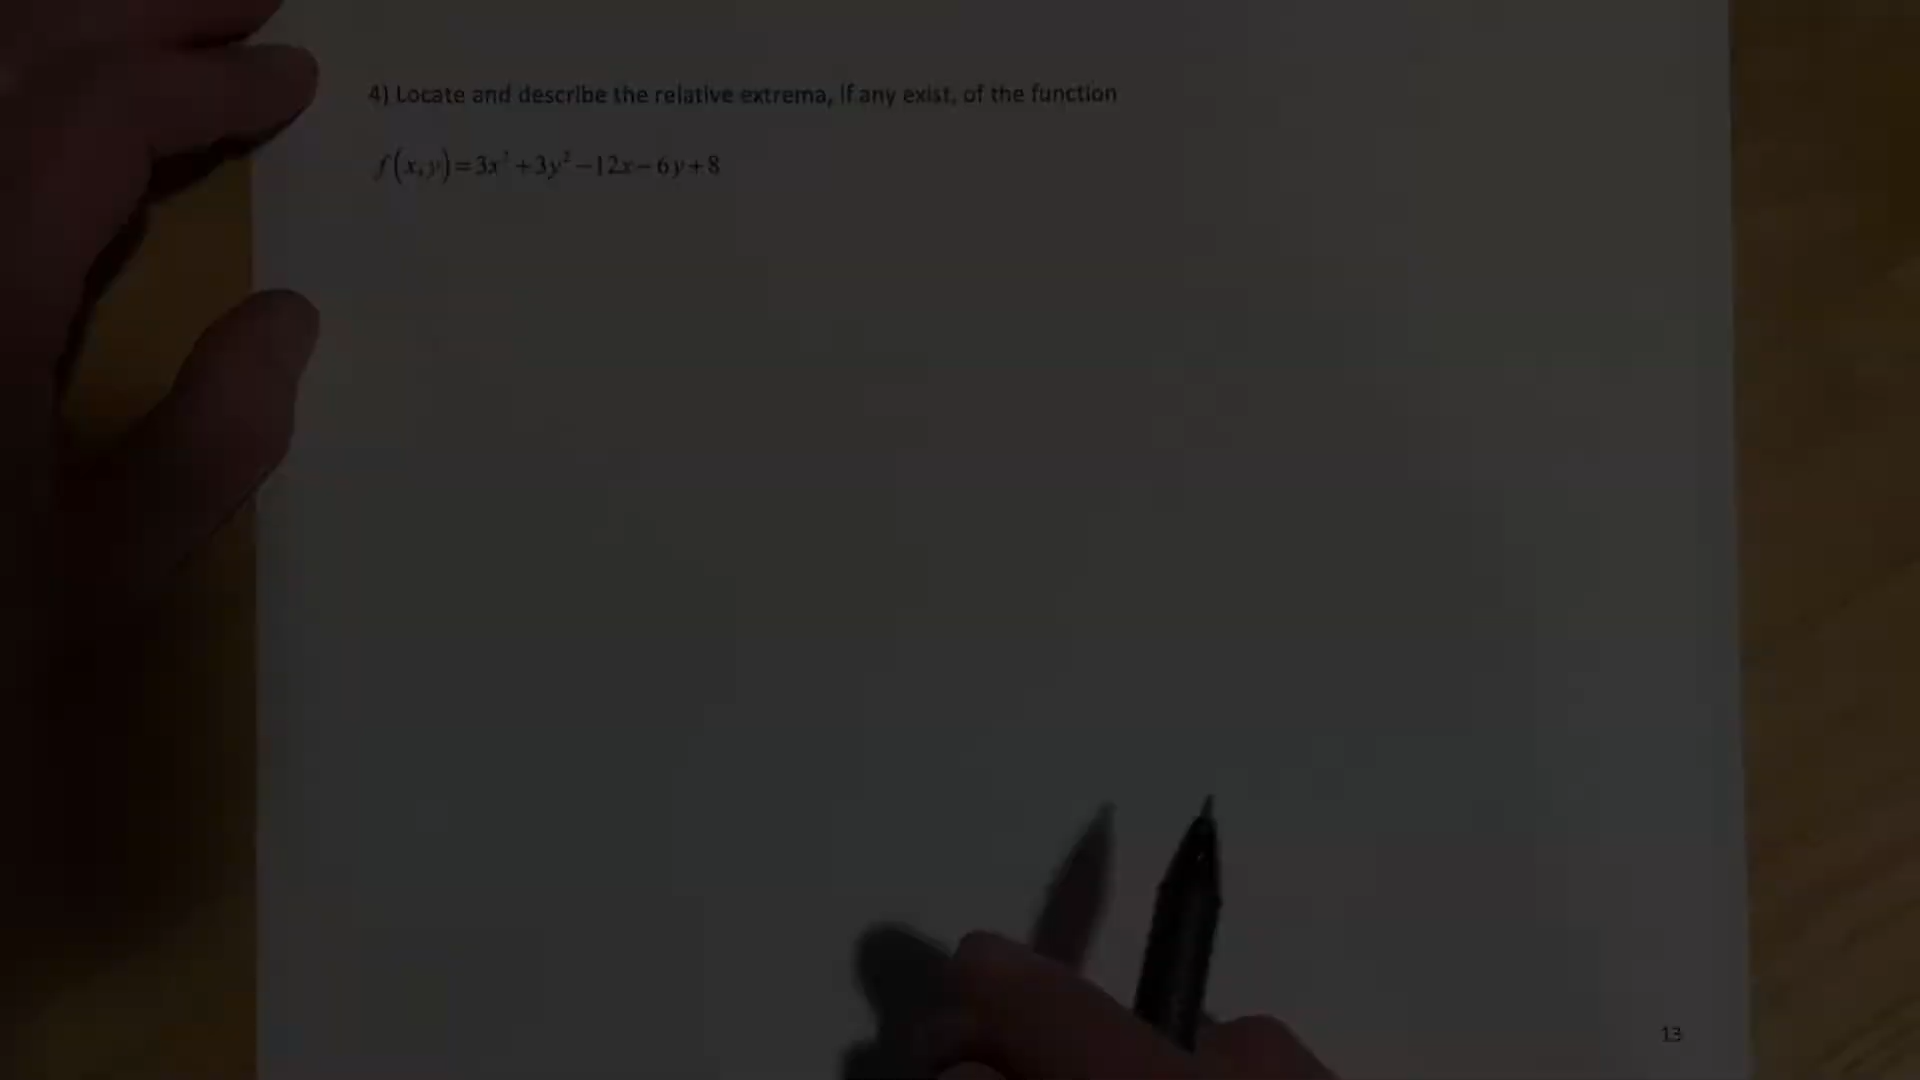 4) Locate and describe the relative extrema, if any exist, of the function
f(x,y)=3x²+3y²−12x−6y+8
13